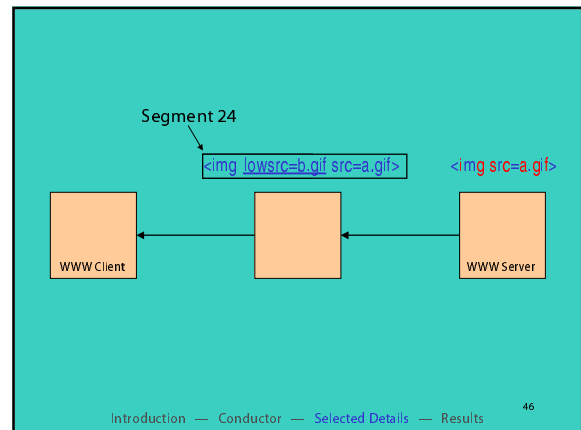 Segment 24
<img lowsrc=b.gif src=a.gif> <img src=a.gif>
WWW Client WWW Server
46
Introduction — Conductor — Selected Details — Results